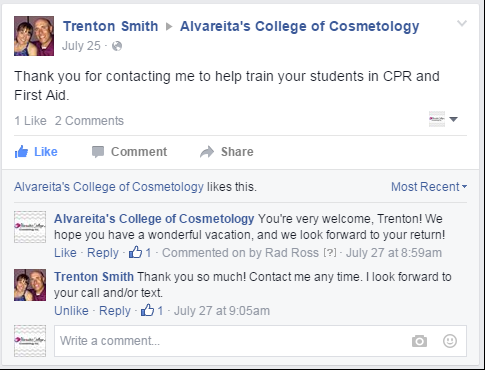 Trenton Smith ▸ Alvareita's College of Cosmetology
July 25 ·
Thank you for contacting me to help train your students in CPR and
First Aid.
1 Like 2 Comments
Like Comment Share
Alvareita's College of Cosmetology likes this. Most Recent
Alvareita's College of Cosmetology You're very welcome, Trenton! We
hope you have a wonderful vacation, and we look forward to your return!
Like · Reply · 1 · Commented on by Rad Ross [?] · July 27 at 8:59am
Trenton Smith Thank you so much! Contact me any time. I look forward to
your call and/or text.
Unlike · Reply · 1 · July 27 at 9:05am
Write a comment...